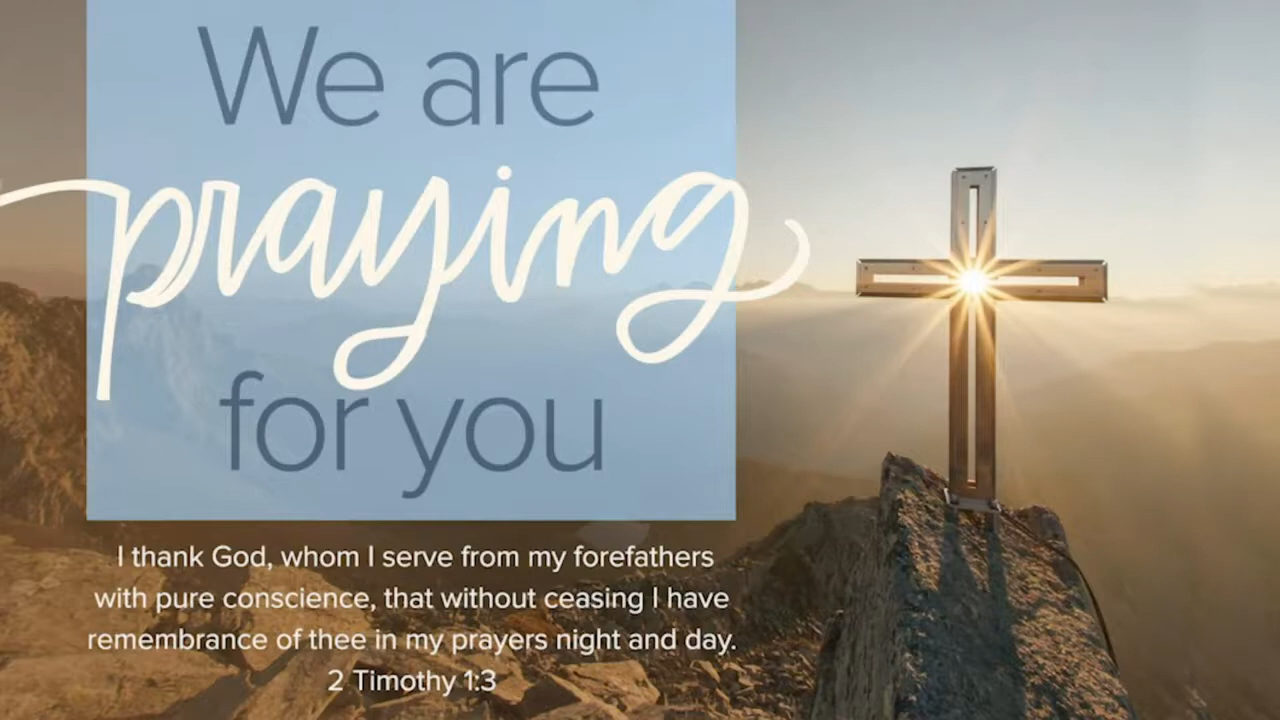 We are
praying
for you
I thank God, whom I serve from my forefathers
with pure conscience, that without ceasing I have
remembrance of thee in my prayers night and day.
2 Timothy 1:3